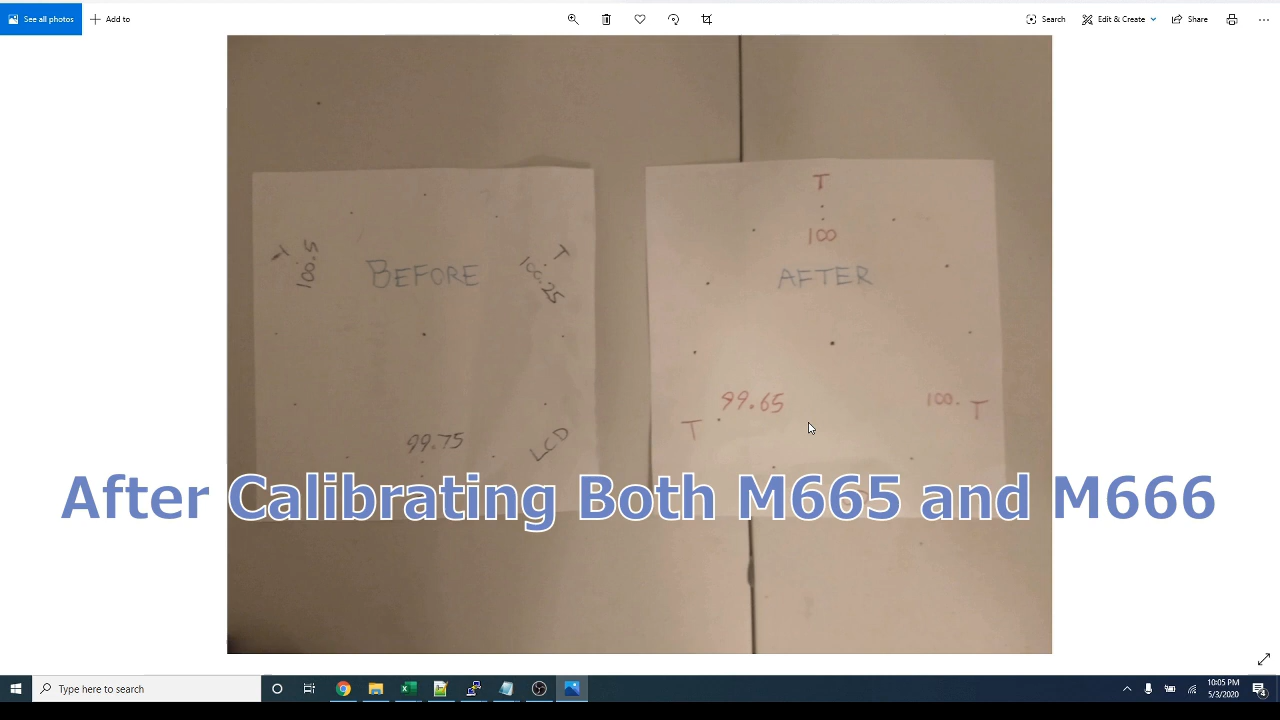 See all photos
Add to
Search
Edit & Create
Share
T
100.5
BEFORE
T
100.25
99.75
LCD
T
100
AFTER
99.65
T
100. T
After Calibrating Both M665 and M666
Type here to search
10:05 PM
5/3/2020
4